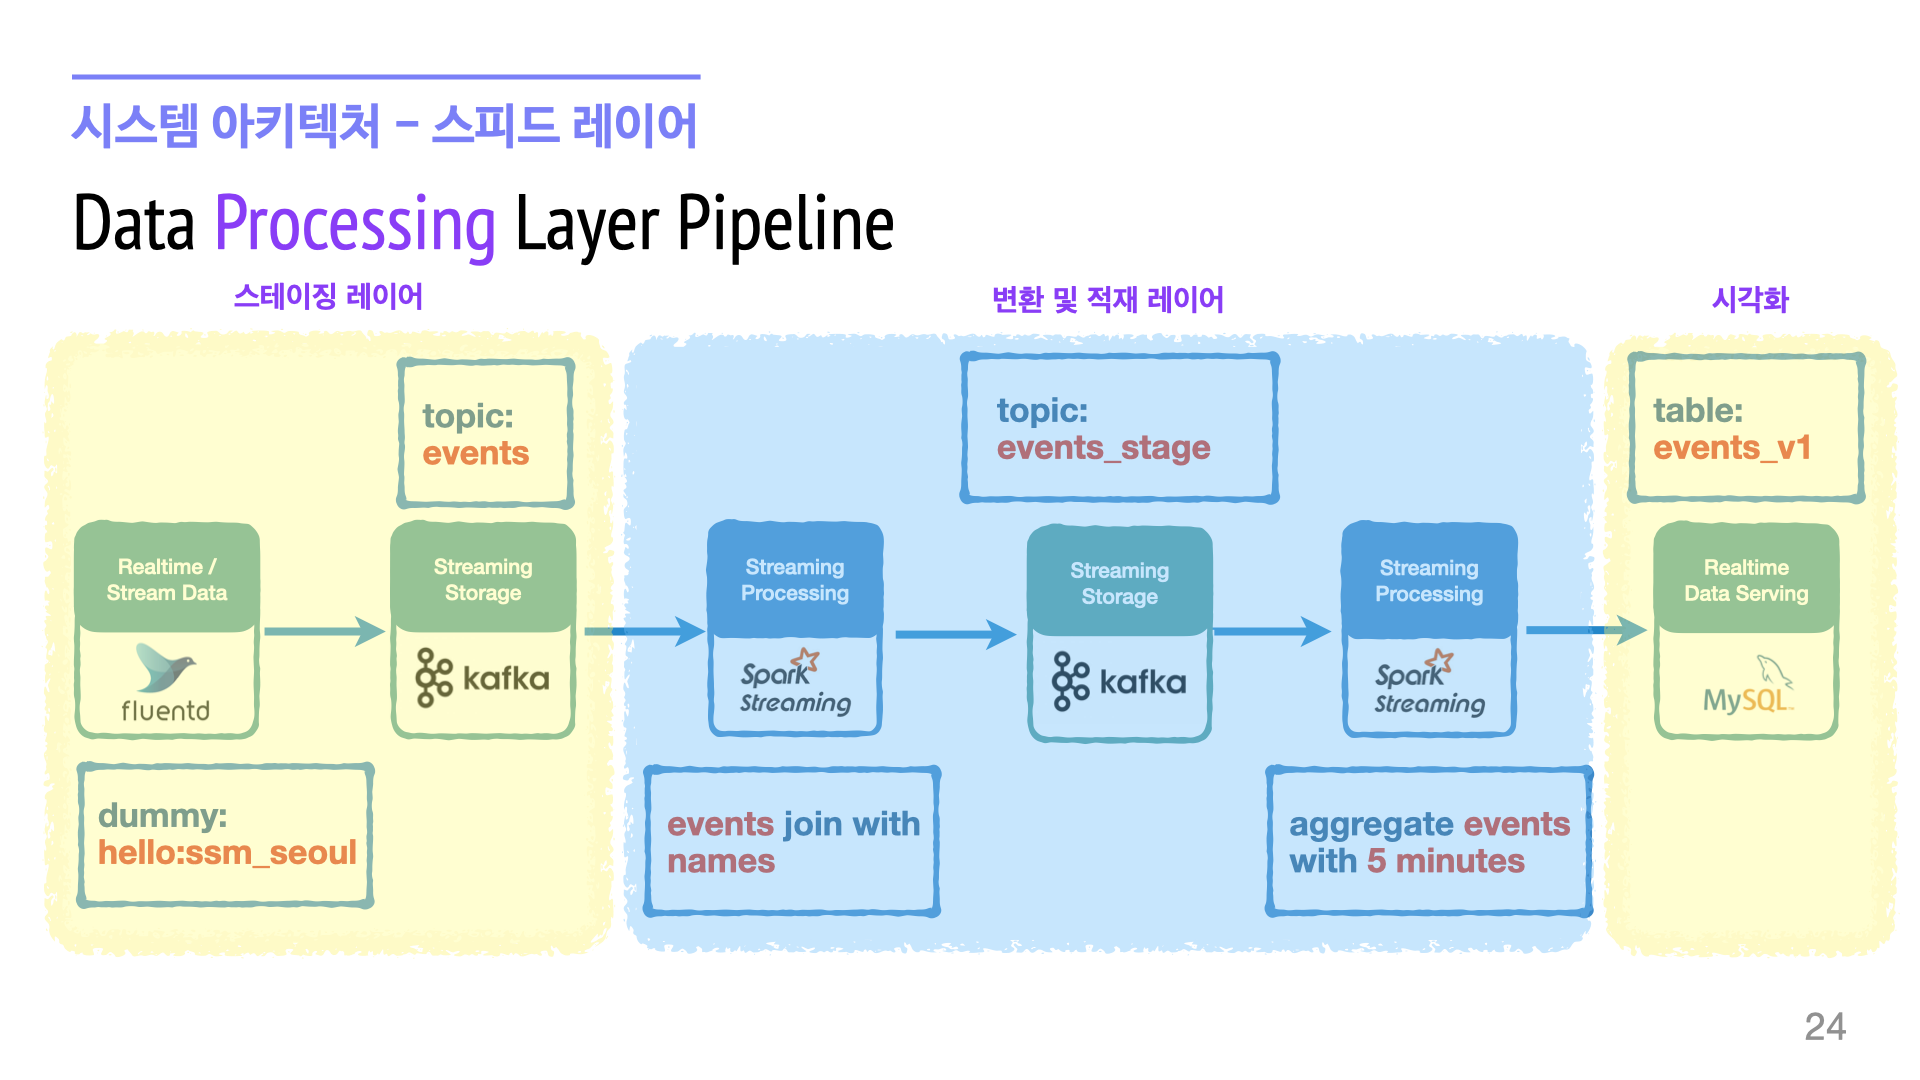 시스템 아키텍처 - 스피드 레이어
Data Processing Layer Pipeline
스테이징 레이어
변환 및 적재 레이어
시각화
topic:
events
topic:
events_stage
table:
events_v1
Realtime /
Stream Data
fluentd
Streaming
Storage
kafka
Streaming
Processing
Spark
Streaming
Streaming
Storage
kafka
Streaming
Processing
Spark
Streaming
Realtime
Data Serving
MySQL
dummy:
hello:ssm_seoul
events join with
names
aggregate events
with 5 minutes
24